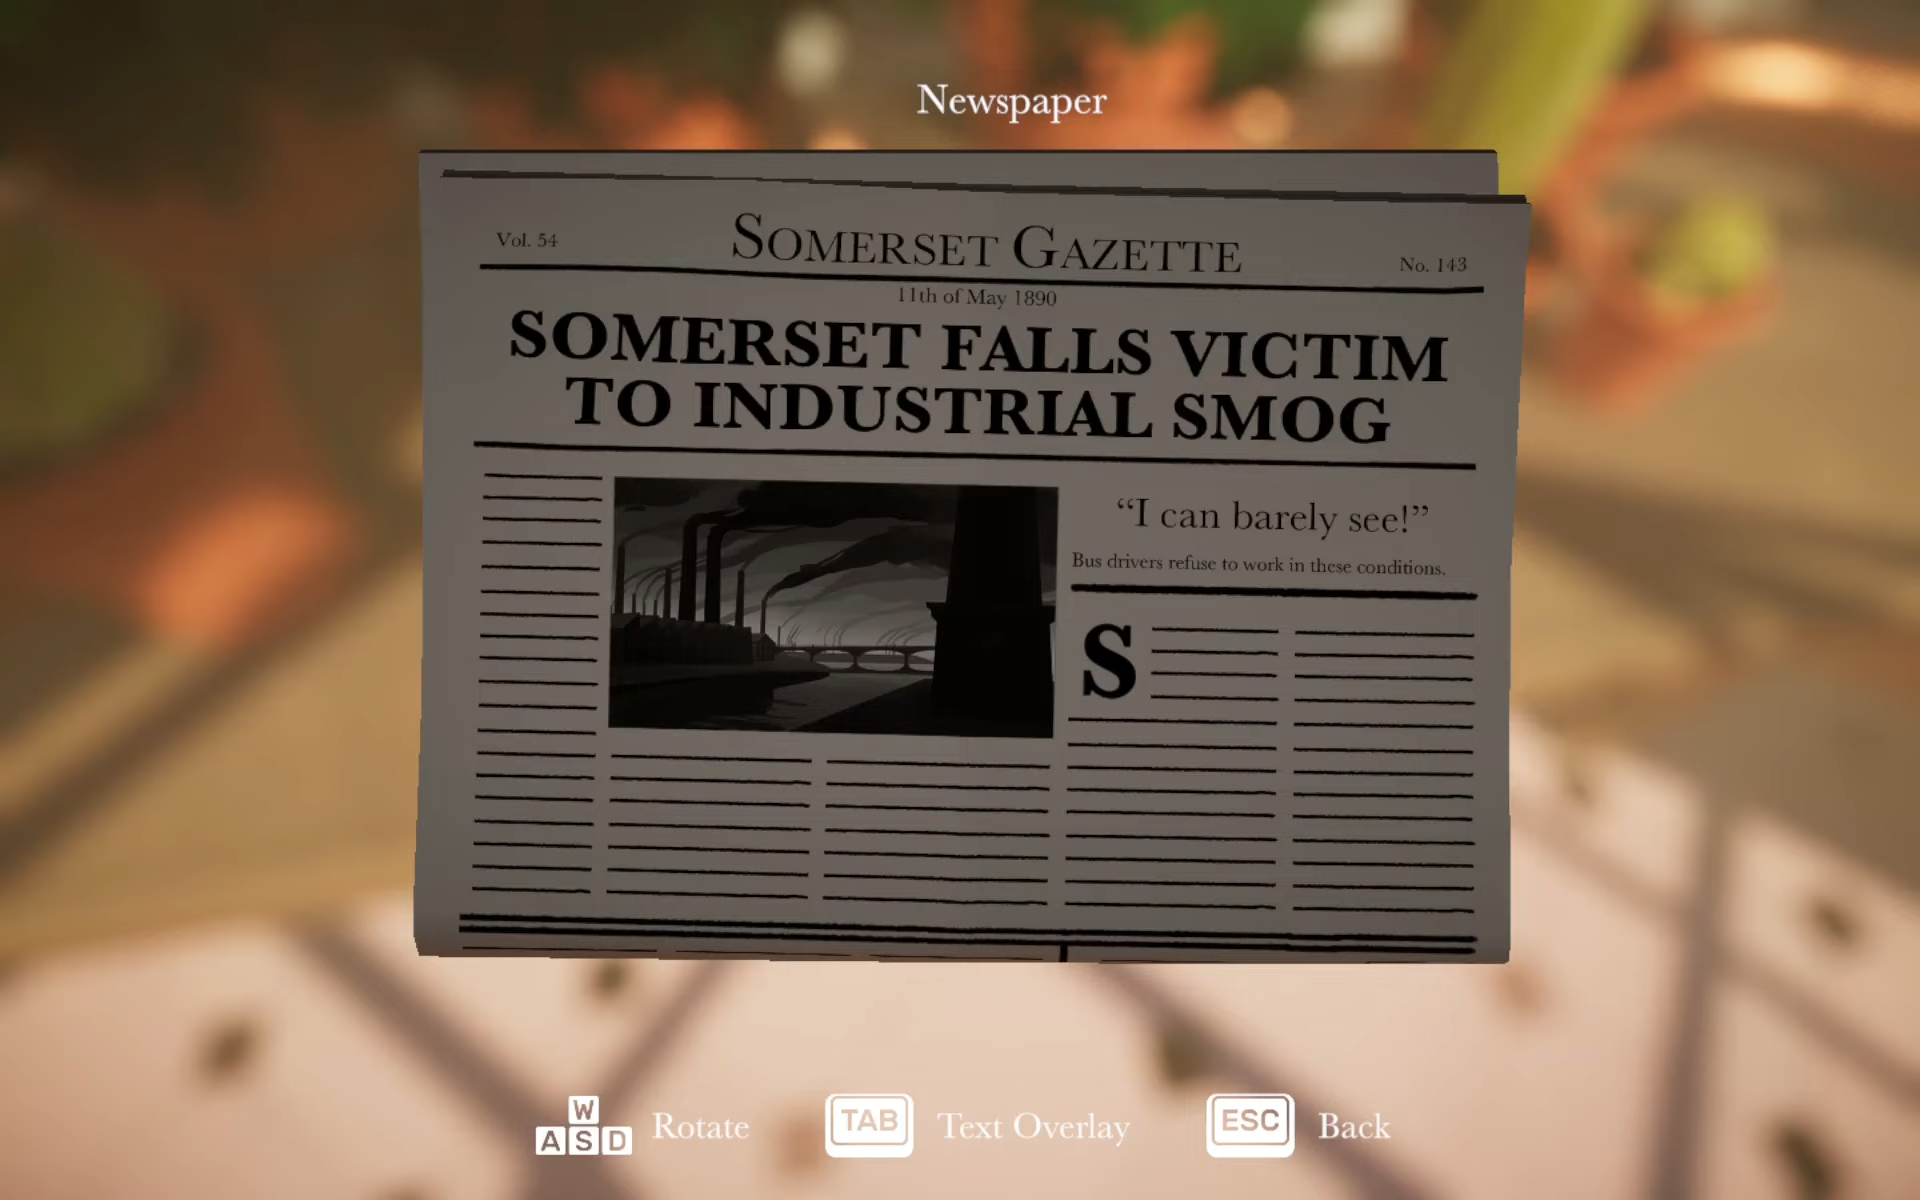 Newspaper
Vol. 54
SOMERSET GAZETTE
No. 143
11th of May 1890
SOMERSET FALLS VICTIM
TO INDUSTRIAL SMOG
“I can barely see!”
Bus drivers refuse to work in these conditions.
S
W
A S D
Rotate
TAB
Text Overlay
ESC
Back